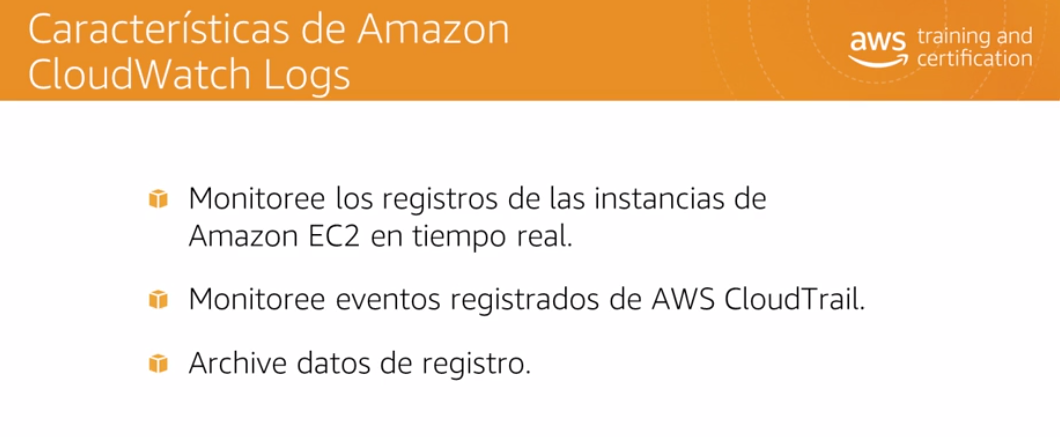 Características de Amazon
CloudWatch Logs
aws training and
certification
Monitoree los registros de las instancias de
Amazon EC2 en tiempo real.
Monitoree eventos registrados de AWS CloudTrail.
Archive datos de registro.